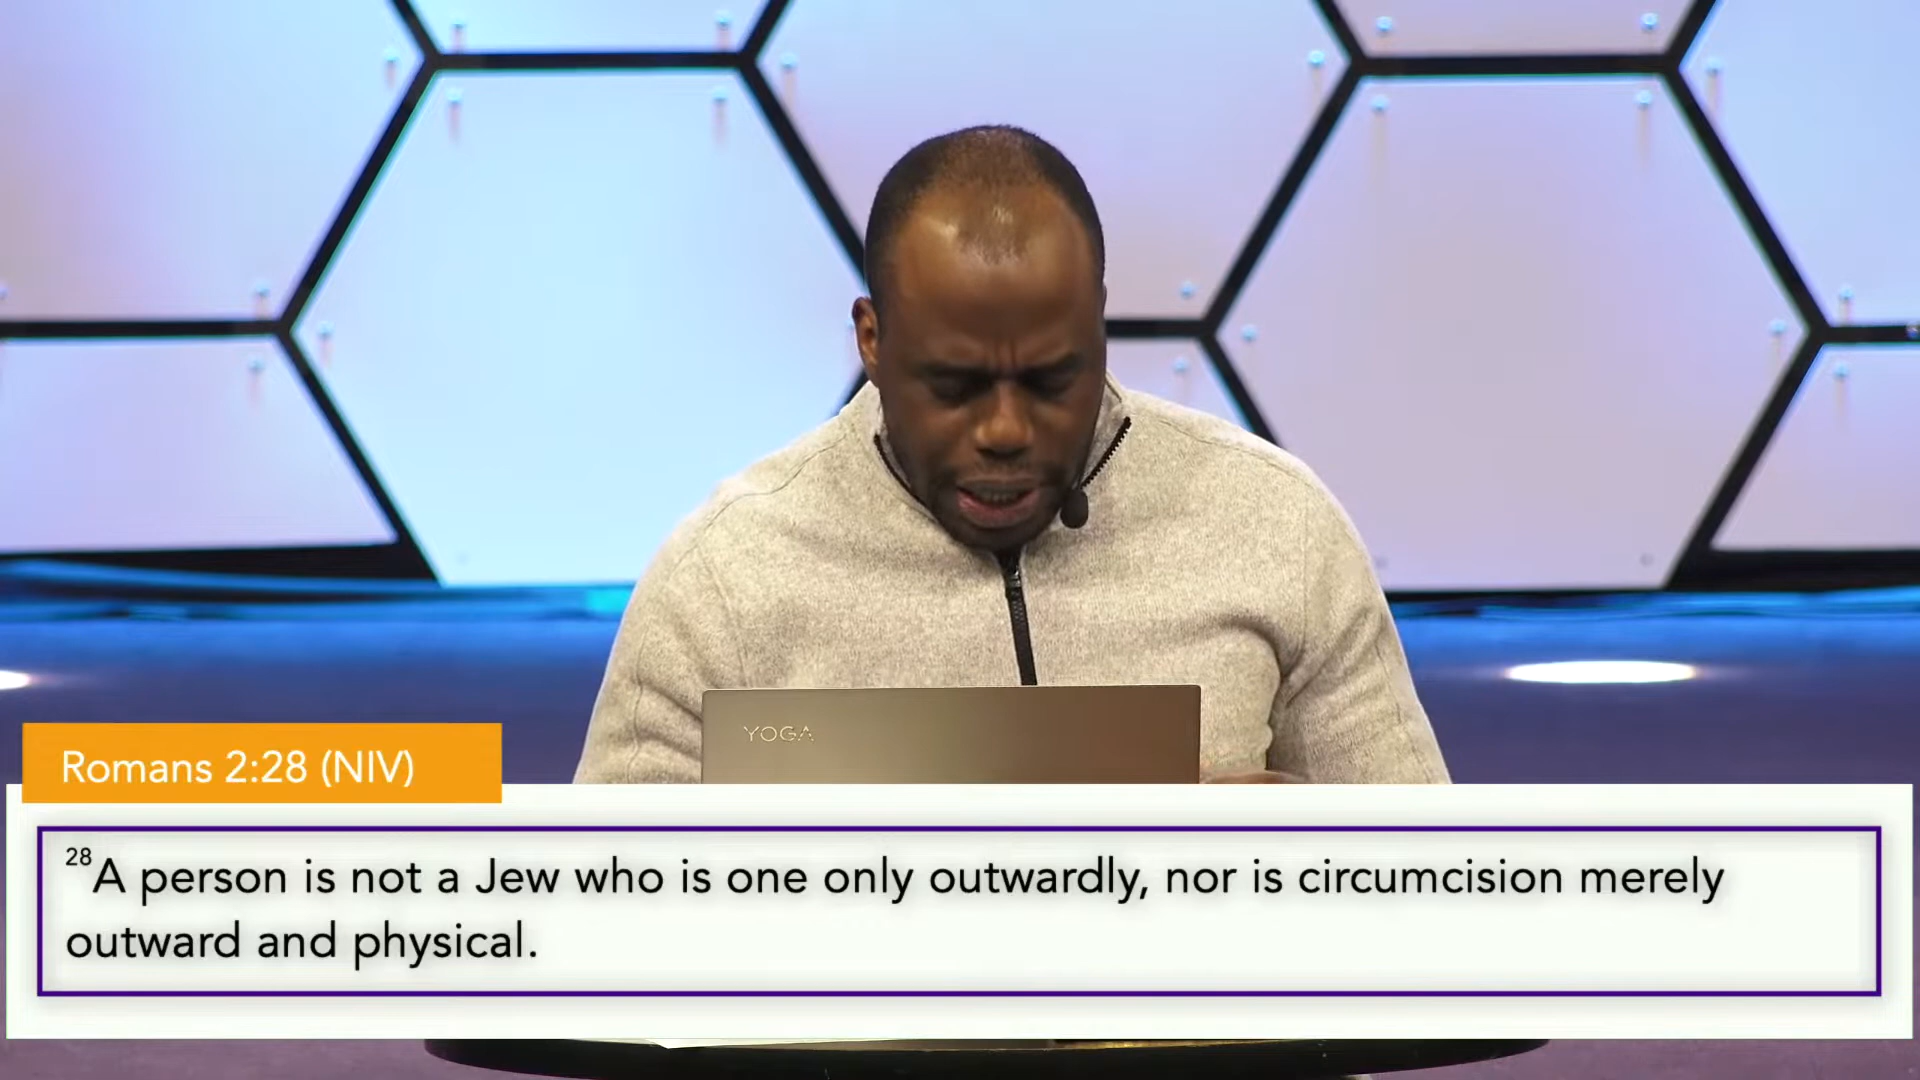 YOGA
Romans 2:28 (NIV)
28 A person is not a Jew who is one only outwardly, nor is circumcision merely
outward and physical.